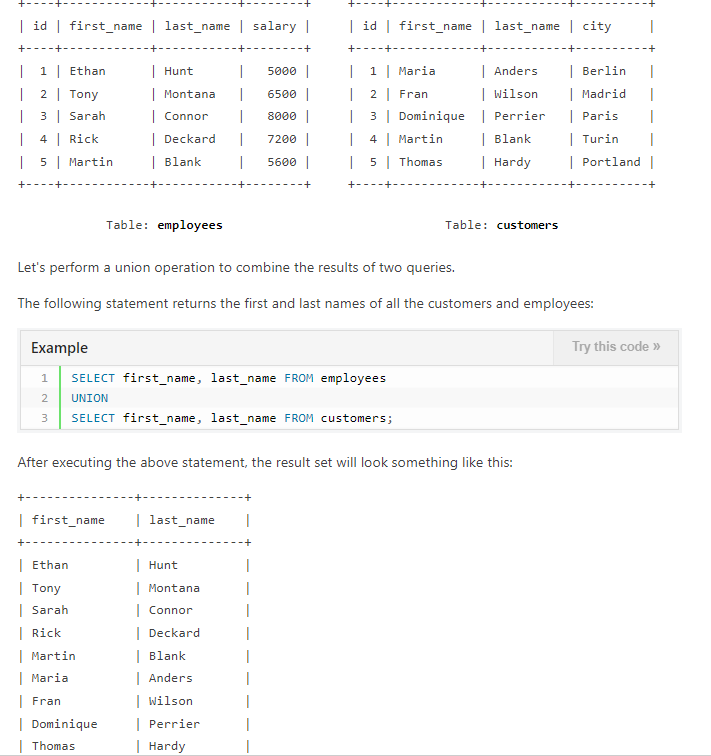 +----+------------+-----------+--------+     +----+------------+-----------+----------+
| id | first_name | last_name | salary |     | id | first_name | last_name | city     |
+----+------------+-----------+--------+     +----+------------+-----------+----------+
|  1 | Ethan      | Hunt      |   5000 |     |  1 | Maria      | Anders    | Berlin   |
|  2 | Tony       | Montana   |   6500 |     |  2 | Fran       | Wilson    | Madrid   |
|  3 | Sarah      | Connor    |   8000 |     |  3 | Dominique  | Perrier   | Paris    |
|  4 | Rick       | Deckard   |   7200 |     |  4 | Martin     | Blank     | Turin    |
|  5 | Martin     | Blank     |   5600 |     |  5 | Thomas     | Hardy     | Portland |
+----+------------+-----------+--------+     +----+------------+-----------+----------+
Table: employees     Table: customers
Let's perform a union operation to combine the results of two queries.
The following statement returns the first and last names of all the customers and employees:
Example     Try this code »
1 SELECT first_name, last_name FROM employees
2 UNION
3 SELECT first_name, last_name FROM customers;
After executing the above statement, the result set will look something like this:
+---------------+--------------+
| first_name    | last_name    |
+---------------+--------------+
| Ethan         | Hunt         |
| Tony          | Montana      |
| Sarah         | Connor       |
| Rick          | Deckard      |
| Martin        | Blank        |
| Maria         | Anders       |
| Fran          | Wilson       |
| Dominique     | Perrier      |
| Thomas        | Hardy        |